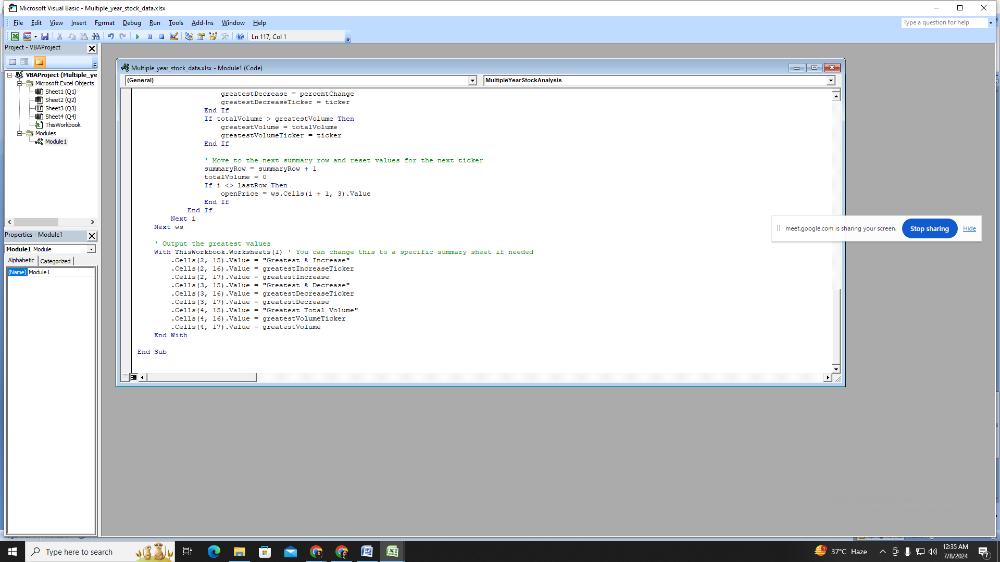 Microsoft Visual Basic - Multiple_year_stock_data.xlsx
File Edit View Insert Format Debug Run Tools Add-Ins Window Help
Type a question for help
Ln 117, Col 1
Project - VBAProject
VBAProject (Multiple_ye
Microsoft Excel Objects
Sheet1 (Q1)
Sheet2 (Q2)
Sheet3 (Q3)
Sheet4 (Q4)
ThisWorkbook
Modules
Module1
Properties - Module1
Module1 Module
Alphabetic Categorized
(Name) Module1
Multiple_year_stock_data.xlsx - Module1 (Code)
(General) MultipleYearStockAnalysis
greatestDecrease = percentChange
greatestDecreaseTicker = ticker
End If
If totalVolume > greatestVolume Then
greatestVolume = totalVolume
greatestVolumeTicker = ticker
End If
' Move to the next summary row and reset values for the next ticker
summaryRow = summaryRow + 1
totalVolume = 0
If i <> lastRow Then
openPrice = ws.Cells(i + 1, 3).Value
End If
End If
Next i
Next ws
' Output the greatest values
With ThisWorkbook.Worksheets(1) ' You can change this to a specific summary sheet if needed
.Cells(2, 15).Value = "Greatest % Increase"
.Cells(2, 16).Value = greatestIncreaseTicker
.Cells(2, 17).Value = greatestIncrease
.Cells(3, 15).Value = "Greatest % Decrease"
.Cells(3, 16).Value = greatestDecreaseTicker
.Cells(3, 17).Value = greatestDecrease
.Cells(4, 15).Value = "Greatest Total Volume"
.Cells(4, 16).Value = greatestVolumeTicker
.Cells(4, 17).Value = greatestVolume
End With
End Sub
meet.google.com is sharing your screen. Stop sharing Hide
Type here to search
1
37°C Haze
12:35 AM
7/8/2024
7